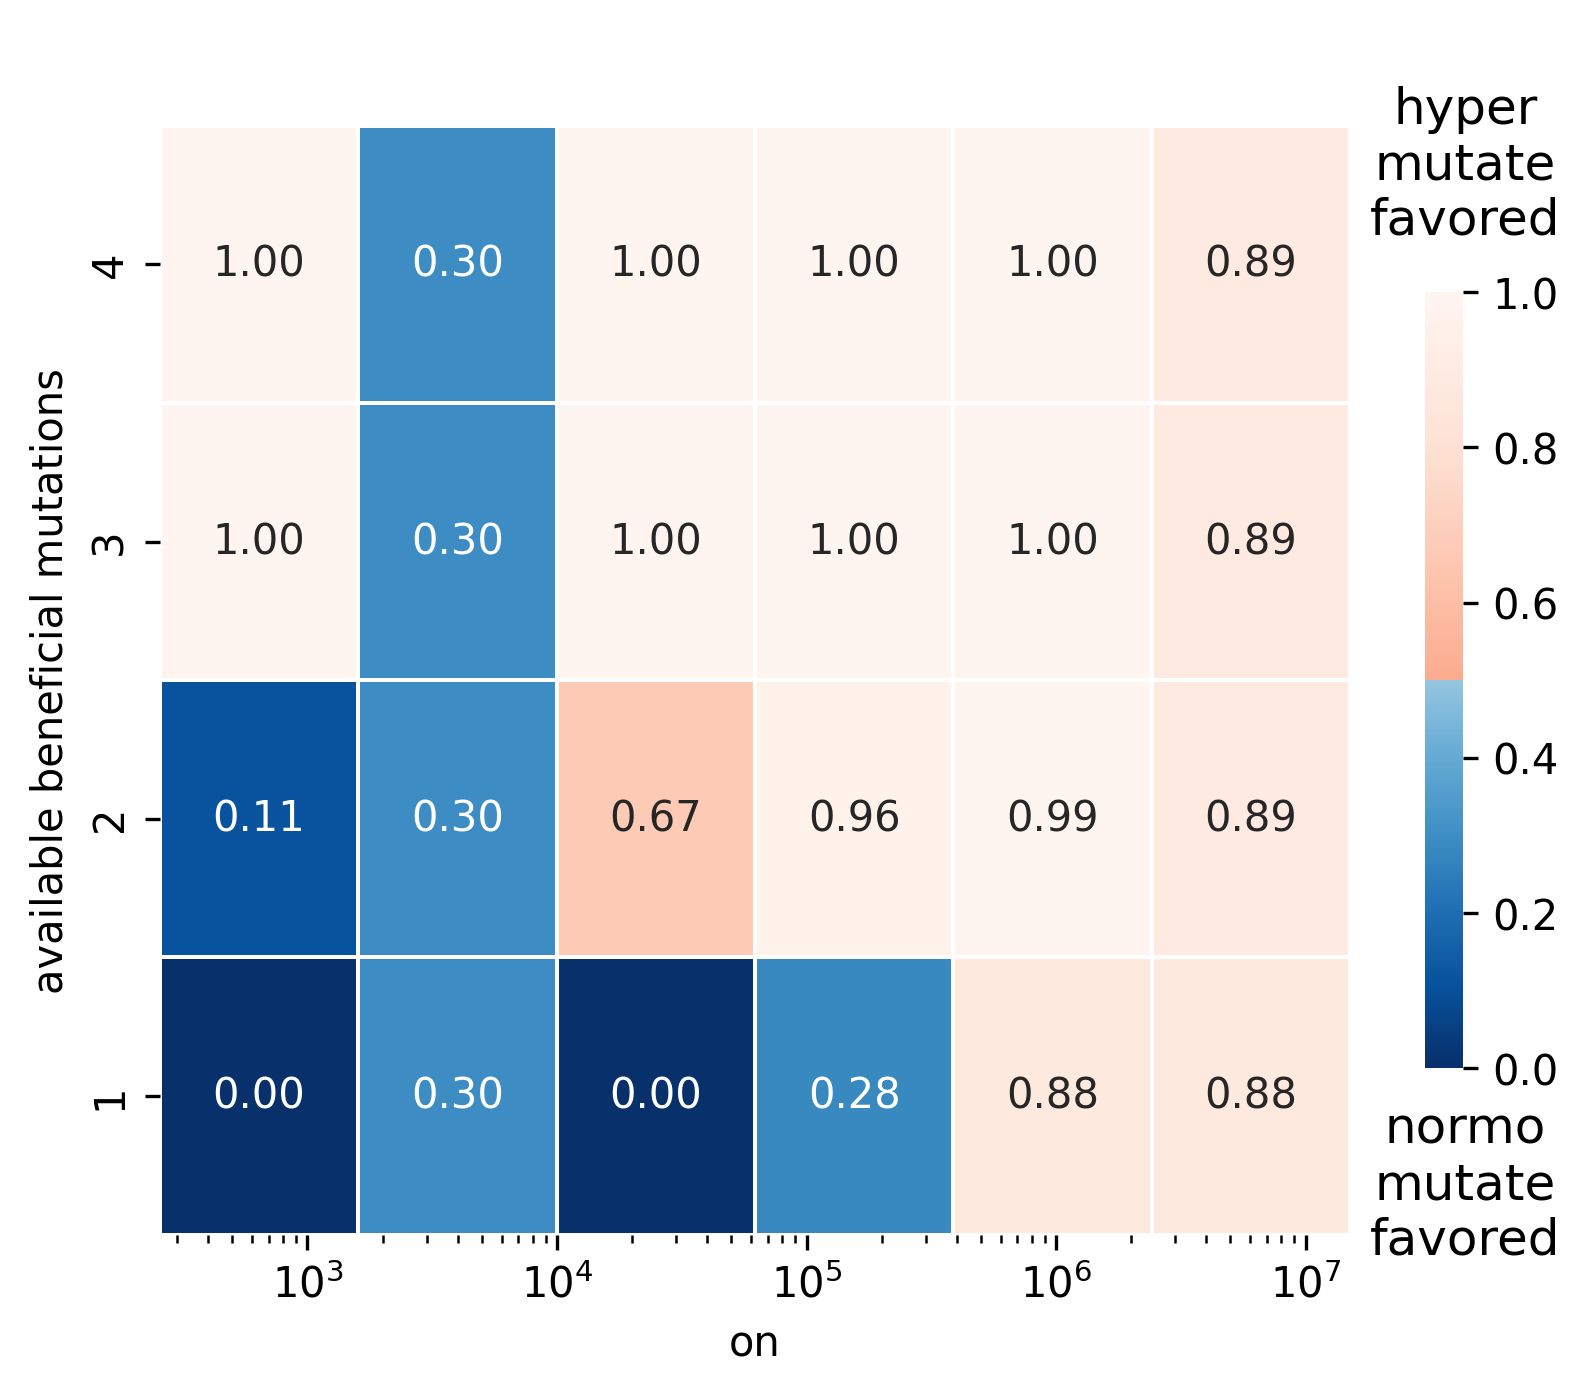 hyper
mutate
favored
4 1.00 0.30 1.00 1.00 1.00 0.89
3 1.00 0.30 1.00 1.00 1.00 0.89
2 0.11 0.30 0.67 0.96 0.99 0.89
1 0.00 0.30 0.00 0.28 0.88 0.88
available beneficial mutations
10³ 10⁴ 10⁵ 10⁶ 10⁷
on
1.0
0.8
0.6
0.4
0.2
0.0
normo
mutate
favored